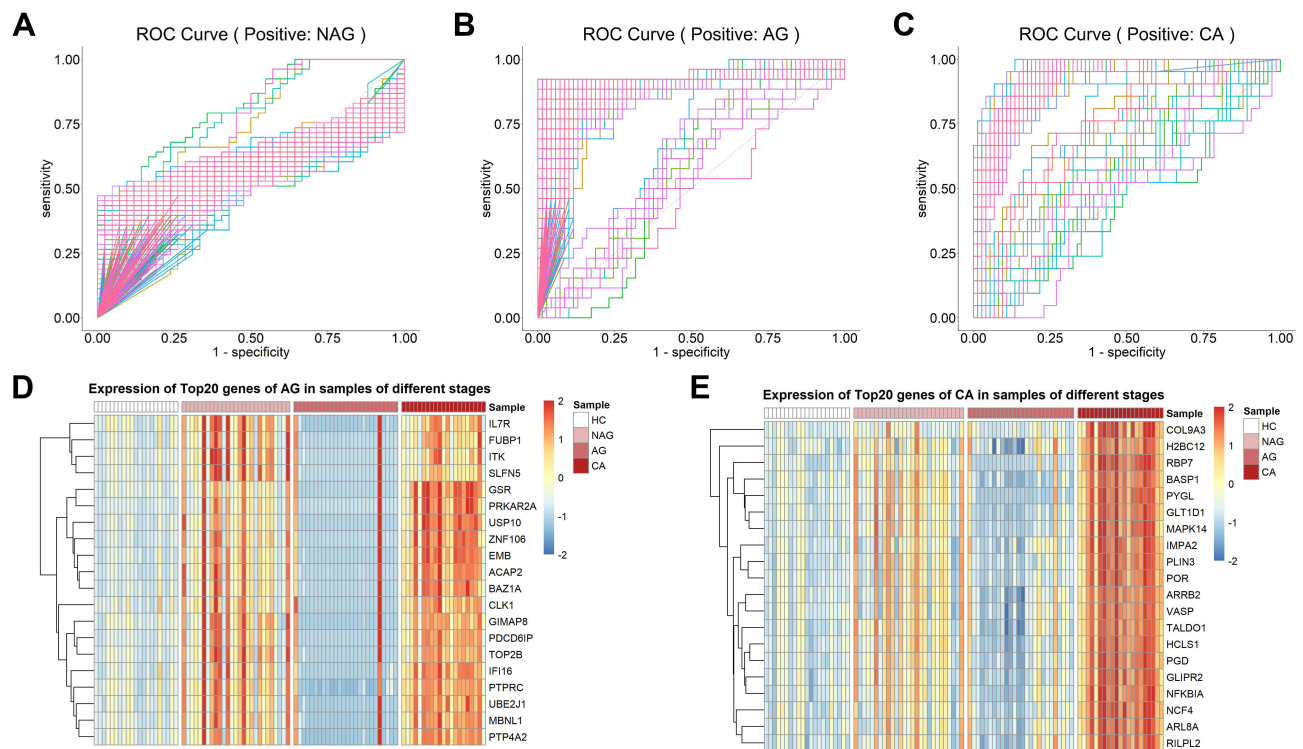 A
ROC Curve ( Positive: NAG )
1.00
0.75
0.50
0.25
0.00
sensitivity
0.00 0.25 0.50 0.75 1.00
1 - specificity
B
ROC Curve ( Positive: AG )
1.00
0.75
0.50
0.25
0.00
sensitivity
0.00 0.25 0.50 0.75 1.00
1 - specificity
C
ROC Curve ( Positive: CA )
1.00
0.75
0.50
0.25
0.00
sensitivity
0.00 0.25 0.50 0.75 1.00
1 - specificity
D
Expression of Top20 genes of AG in samples of different stages
Sample
IL7R
FUBP1
ITK
SLFN5
GSR
PRKAR2A
USP10
ZNF106
EMB
ACAP2
BAZ1A
CLK1
GIMAP8
PDCD6IP
TOP2B
IFI16
PTPRC
UBE2J1
MBNL1
PTP4A2
2
1
0
-1
-2
Sample
HC
NAG
AG
CA
E
Expression of Top20 genes of CA in samples of different stages
Sample
COL9A3
H2BC12
RBP7
BASP1
PYGL
GLT1D1
MAPK14
IMPA2
PLIN3
POR
ARRB2
VASP
TALDO1
HCLS1
PGD
GLIPR2
NFKBIA
NCF4
ARL8A
RILPL2
2
1
0
-1
-2
Sample
HC
NAG
AG
CA